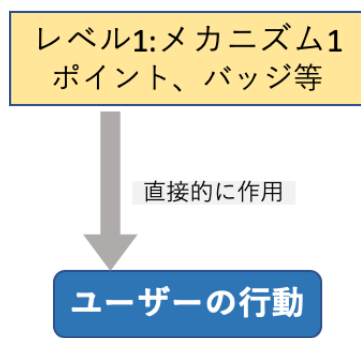 レベル1:メカニズム1
ポイント、バッジ等
直接的に作用
ユーザーの行動